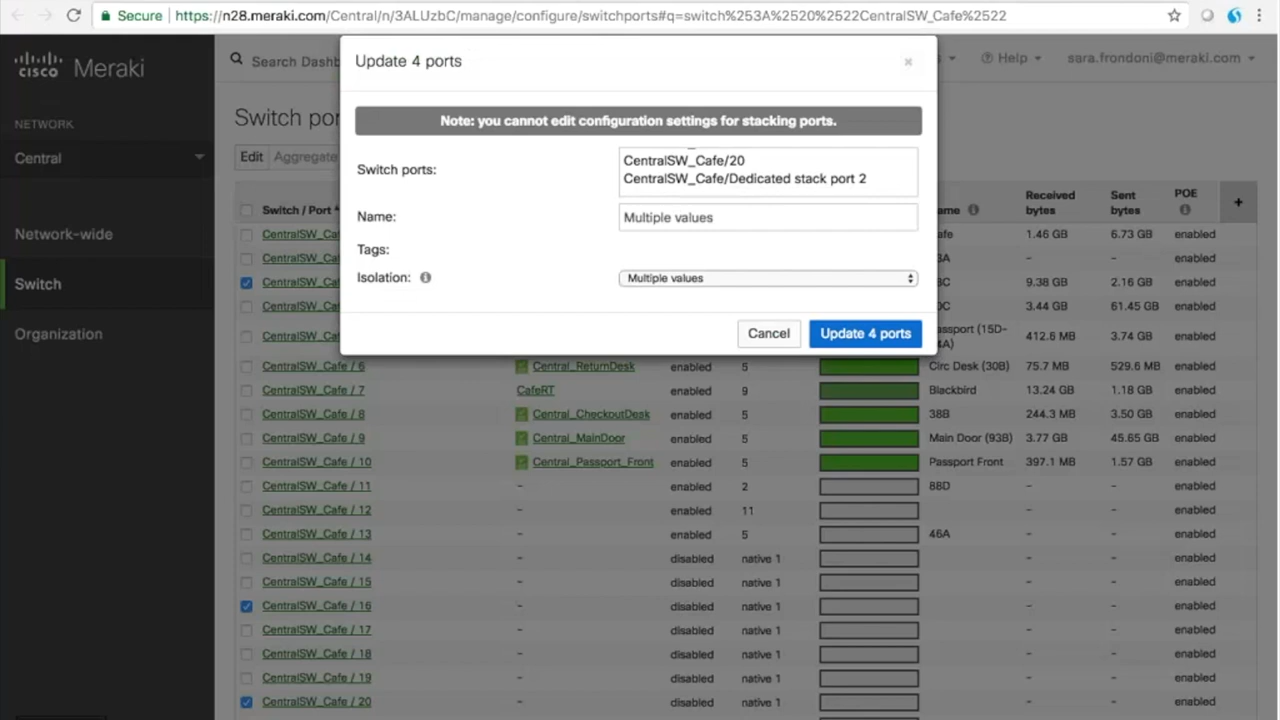 Secure https://n28.meraki.com/Central/n/3ALUzbC/manage/configure/switchports#q=switch%253A%2520%2522CentralSW_Cafe%2522
CISCO Meraki
Search Dashb
Help
sara.frondoni@meraki.com
NETWORK
Central
Network-wide
Switch
Organization
Update 4 ports
×
Note: you cannot edit configuration settings for stacking ports.
Switch ports:
CentralSW_Cafe/20
CentralSW_Cafe/Dedicated stack port 2
Name: Multiple values
Tags:
Isolation: Multiple values
Cancel Update 4 ports
Switch por
Edit Aggregate
Switch / Port Received bytes Sent bytes POE +
CentralSW_Caf 1.46 GB 6.73 GB enabled
CentralSW_Caf - - enabled
CentralSW_Caf 9.38 GB 2.16 GB enabled
CentralSW_Caf 3.44 GB 61.45 GB enabled
CentralSW_Caf assport (15D- 412.6 MB 3.74 GB enabled
CentralSW_Cafe / 6 Central_ReturnDesk enabled 5 Circ Desk (30B) 75.7 MB 529.6 MB enabled
CentralSW_Cafe / 7 CafeRT enabled 9 Blackbird 13.24 GB 1.18 GB enabled
CentralSW_Cafe / 8 Central_CheckoutDesk enabled 5 38B 244.3 MB 3.50 GB enabled
CentralSW_Cafe / 9 Central_MainDoor enabled 5 Main Door (93B) 3.77 GB 45.65 GB enabled
CentralSW_Cafe / 10 Central_Passport_Front enabled 5 Passport Front 397.1 MB 1.57 GB enabled
CentralSW_Cafe / 11 - enabled 2 88D - - enabled
CentralSW_Cafe / 12 - enabled 11 - - enabled
CentralSW_Cafe / 13 - enabled 5 46A - - enabled
CentralSW_Cafe / 14 - disabled native 1 - - enabled
CentralSW_Cafe / 15 - disabled native 1 - - enabled
CentralSW_Cafe / 16 - disabled native 1 - - enabled
CentralSW_Cafe / 17 - disabled native 1 - - enabled
CentralSW_Cafe / 18 - disabled native 1 - - enabled
CentralSW_Cafe / 19 - disabled native 1 - - enabled
CentralSW_Cafe / 20 - disabled native 1 - - enabled